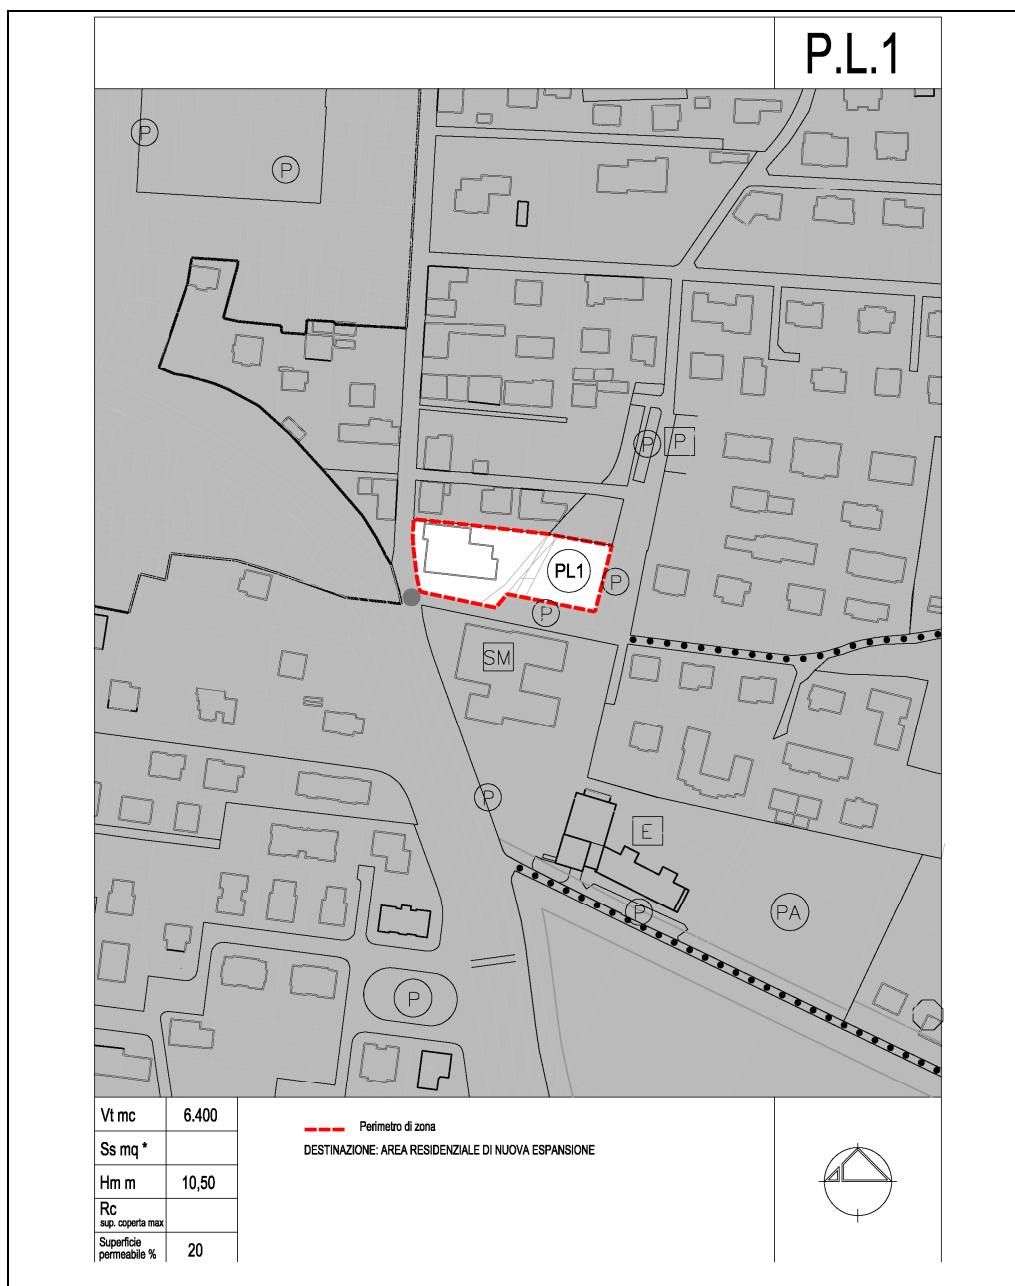 P.L.1
P
P
P
P
PL1
P
P
SM
P
E
P
PA
P
Vt mc 6.400
Ss mq *
Hm m 10,50
Rc
sup. coperta max
Superficie
permeabile % 20
Perimetro di zona
DESTINAZIONE: AREA RESIDENZIALE DI NUOVA ESPANSIONE